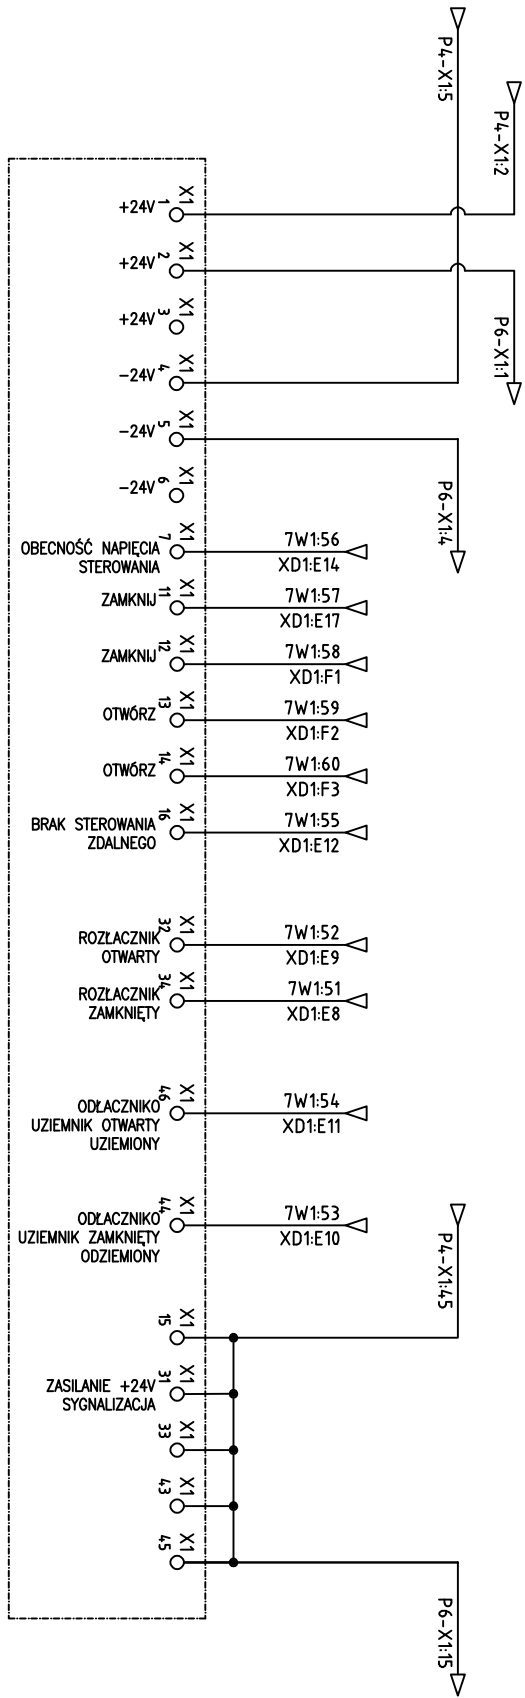 P4-X1:5
P4-X1:2
X1
+24V 1
X1
+24V 2
X1
+24V 3
P6-X1:1
X1
-24V 4
X1
-24V 5
X1
-24V 6
P6-X1:4
X1
7
OBECNOŚĆ NAPIĘCIA
STEROWANIA
7W1:56
XD1:E14
X1
ZAMKNIJ 11
7W1:57
XD1:E17
X1
ZAMKNIJ 12
7W1:58
XD1:F1
X1
OTWÓRZ 13
7W1:59
XD1:F2
X1
OTWÓRZ 14
7W1:60
XD1:F3
X1
16
BRAK STEROWANIA
ZDALNEGO
7W1:55
XD1:E12
X1
32
ROZŁACZNIK
OTWARTY
7W1:52
XD1:E9
X1
34
ROZŁACZNIK
ZAMKNIĘTY
7W1:51
XD1:E8
X1
46
ODŁACZNIKO
UZIEMNIK OTWARTY
UZIEMIONY
7W1:54
XD1:E11
X1
44
ODŁACZNIKO
UZIEMNIK ZAMKNIĘTY
ODZIEMIONY
7W1:53
XD1:E10
P4-X1:45
X1
15
X1
31
ZASILANIE +24V
SYGNALIZACJA
X1
33
X1
43
X1
45
P6-X1:15